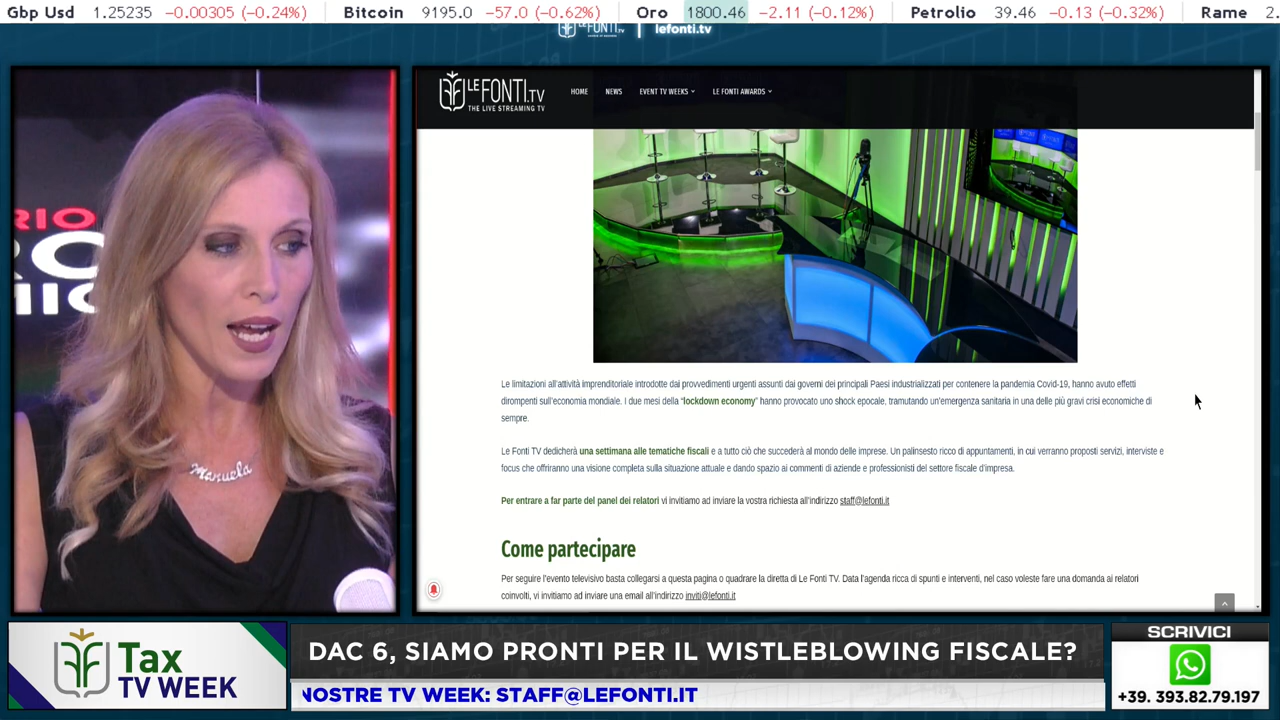 Gbp Usd 1.25235 −0.00305 (−0.24%) Bitcoin 9195.0 −57.0 (−0.62%) Oro 1800.46 −2.11 (−0.12%) Petrolio 39.46 −0.13 (−0.32%) Rame 2.
LE FONTI.TV lefonti.tv
LE FONTI.TV
THE LIVE STREAMING TV
HOME NEWS EVENT TV WEEKS LE FONTI AWARDS
RIO
Manuela
Le limitazioni all'attività imprenditoriale introdotte dai provvedimenti urgenti assunti dai governi dei principali Paesi industrializzati per contenere la pandemia Covid-19, hanno avuto effetti
dirompenti sull'economia mondiale. I due mesi della "lockdown economy" hanno provocato uno shock epocale, tramutando un'emergenza sanitaria in una delle più gravi crisi economiche di
sempre.
Le Fonti TV dedicherà una settimana alle tematiche fiscali e a tutto ciò che succederà al mondo delle imprese. Un palinsesto ricco di appuntamenti, in cui verranno proposti servizi, interviste e
focus che offriranno una visione completa sulla situazione attuale e dando spazio ai commenti di aziende e professionisti del settore fiscale d'impresa.
Per entrare a far parte del panel dei relatori vi invitiamo ad inviare la vostra richiesta all'indirizzo staff@lefonti.it
Come partecipare
Per seguire l'evento televisivo basta collegarsi a questa pagina o quadrare la diretta di Le Fonti TV. Data l'agenda ricca di spunti e interventi, nel caso voleste fare una domanda ai relatori
coinvolti, vi invitiamo ad inviare una email all'indirizzo inviti@lefonti.it
Tax
TV WEEK
DAC 6, SIAMO PRONTI PER IL WISTLEBLOWING FISCALE?
NOSTRE TV WEEK: STAFF@LEFONTI.IT
SCRIVICI
+39. 393.82.79.197